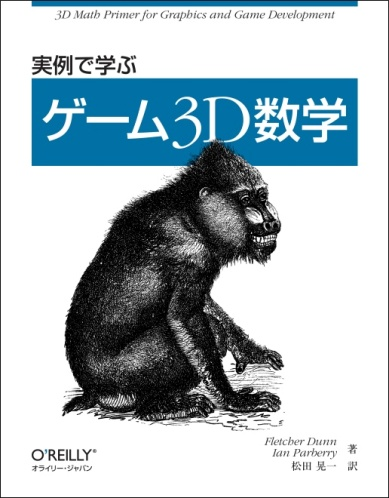 3D Math Primer for Graphics and Game Development
実例で学ぶ
ゲーム3D数学
Fletcher Dunn
Ian Parberry 著
松田 晃一 訳
O'REILLY®
オライリー・ジャパン